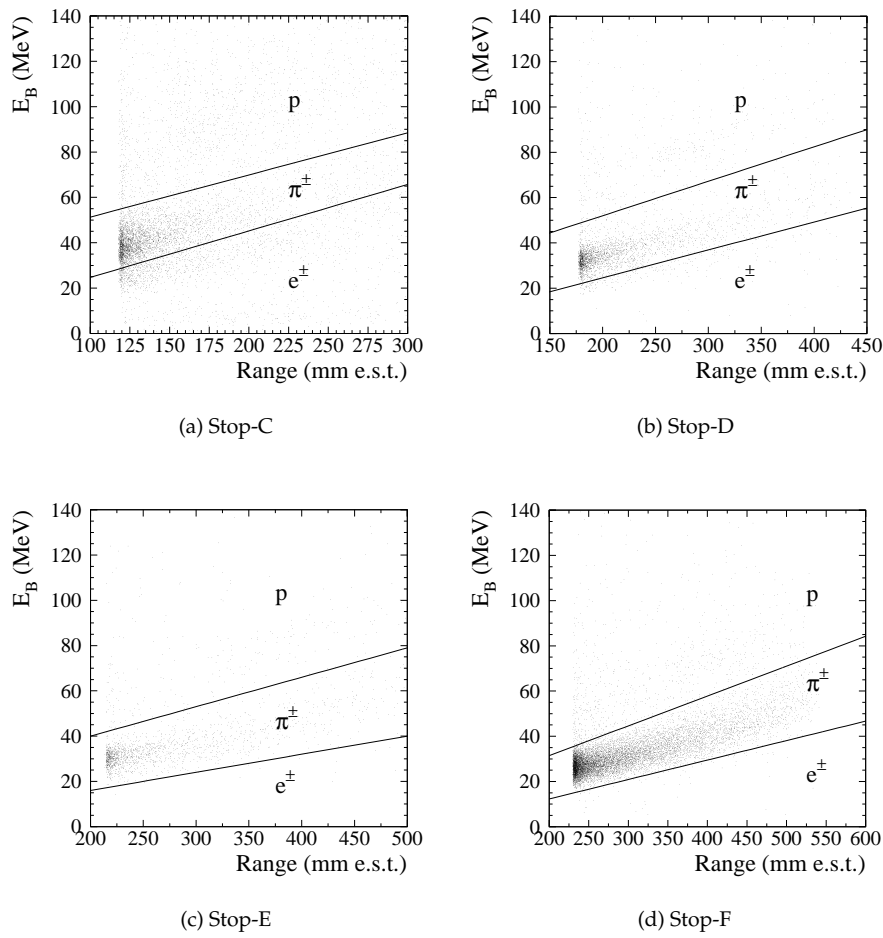 E_B (MeV)
140
120
100
80
60
40
20
0
p
π±
e±
100 125 150 175 200 225 250 275 300
Range (mm e.s.t.)
(a) Stop-C
E_B (MeV)
140
120
100
80
60
40
20
0
p
π±
e±
150 200 250 300 350 400 450
Range (mm e.s.t.)
(b) Stop-D
E_B (MeV)
140
120
100
80
60
40
20
0
p
π±
e±
200 250 300 350 400 450 500
Range (mm e.s.t.)
(c) Stop-E
E_B (MeV)
140
120
100
80
60
40
20
0
p
π±
e±
200 250 300 350 400 450 500 550 600
Range (mm e.s.t.)
(d) Stop-F